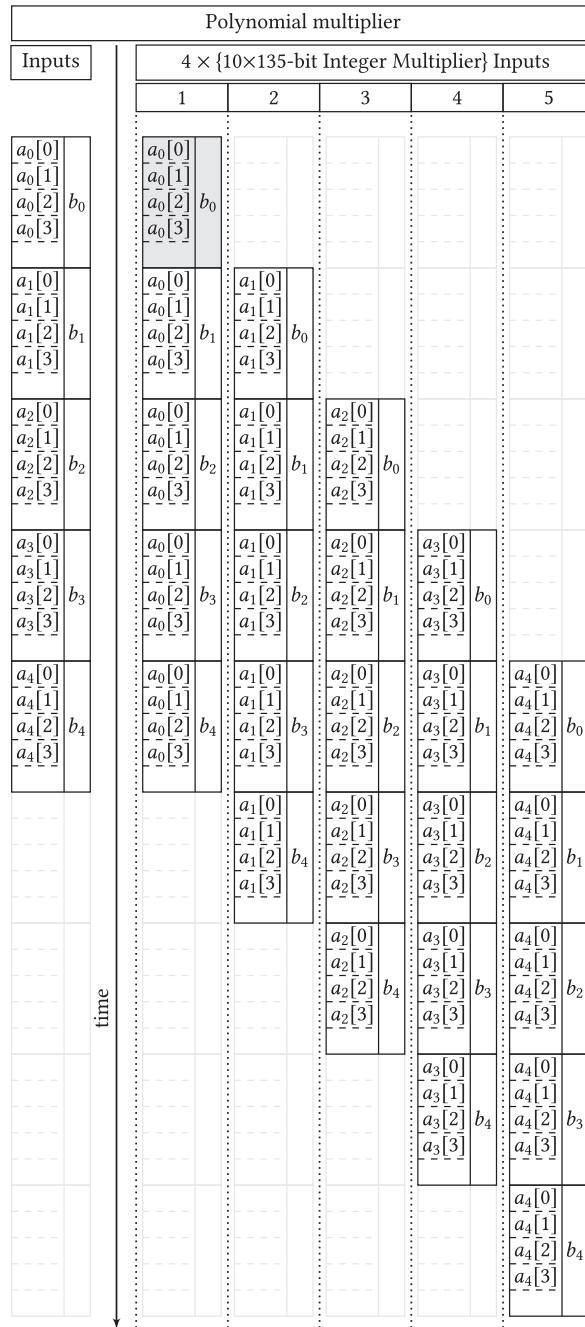 Polynomial multiplier
Inputs 4 × {10×135-bit Integer Multiplier} Inputs
1 2 3 4 5
a₀[0] a₀[0]
a₀[1] a₀[1]
a₀[2] b₀ a₀[2] b₀
a₀[3] a₀[3]
a₁[0] a₀[0] a₁[0]
a₁[1] a₀[1] a₁[1]
a₁[2] b₁ a₀[2] b₁ a₁[2] b₀
a₁[3] a₀[3] a₁[3]
a₂[0] a₀[0] a₁[0] a₂[0]
a₂[1] a₀[1] a₁[1] a₂[1]
a₂[2] b₂ a₀[2] b₂ a₁[2] b₁ a₂[2] b₀
a₂[3] a₀[3] a₁[3] a₂[3]
a₃[0] a₀[0] a₁[0] a₂[0] a₃[0]
a₃[1] a₀[1] a₁[1] a₂[1] a₃[1]
a₃[2] b₃ a₀[2] b₃ a₁[2] b₂ a₂[2] b₁ a₃[2] b₀
a₃[3] a₀[3] a₁[3] a₂[3] a₃[3]
a₄[0] a₀[0] a₁[0] a₂[0] a₃[0] a₄[0]
a₄[1] a₀[1] a₁[1] a₂[1] a₃[1] a₄[1]
a₄[2] b₄ a₀[2] b₄ a₁[2] b₃ a₂[2] b₂ a₃[2] b₁ a₄[2] b₀
a₄[3] a₀[3] a₁[3] a₂[3] a₃[3] a₄[3]
a₁[0] a₂[0] a₃[0] a₄[0]
a₁[1] a₂[1] a₃[1] a₄[1]
a₁[2] b₄ a₂[2] b₃ a₃[2] b₂ a₄[2] b₁
a₁[3] a₂[3] a₃[3] a₄[3]
a₂[0] a₃[0] a₄[0]
a₂[1] a₃[1] a₄[1]
a₂[2] b₄ a₃[2] b₃ a₄[2] b₂
a₂[3] a₃[3] a₄[3]
time
a₃[0] a₄[0]
a₃[1] a₄[1]
a₃[2] b₄ a₄[2] b₃
a₃[3] a₄[3]
a₄[0]
a₄[1]
a₄[2] b₄
a₄[3]